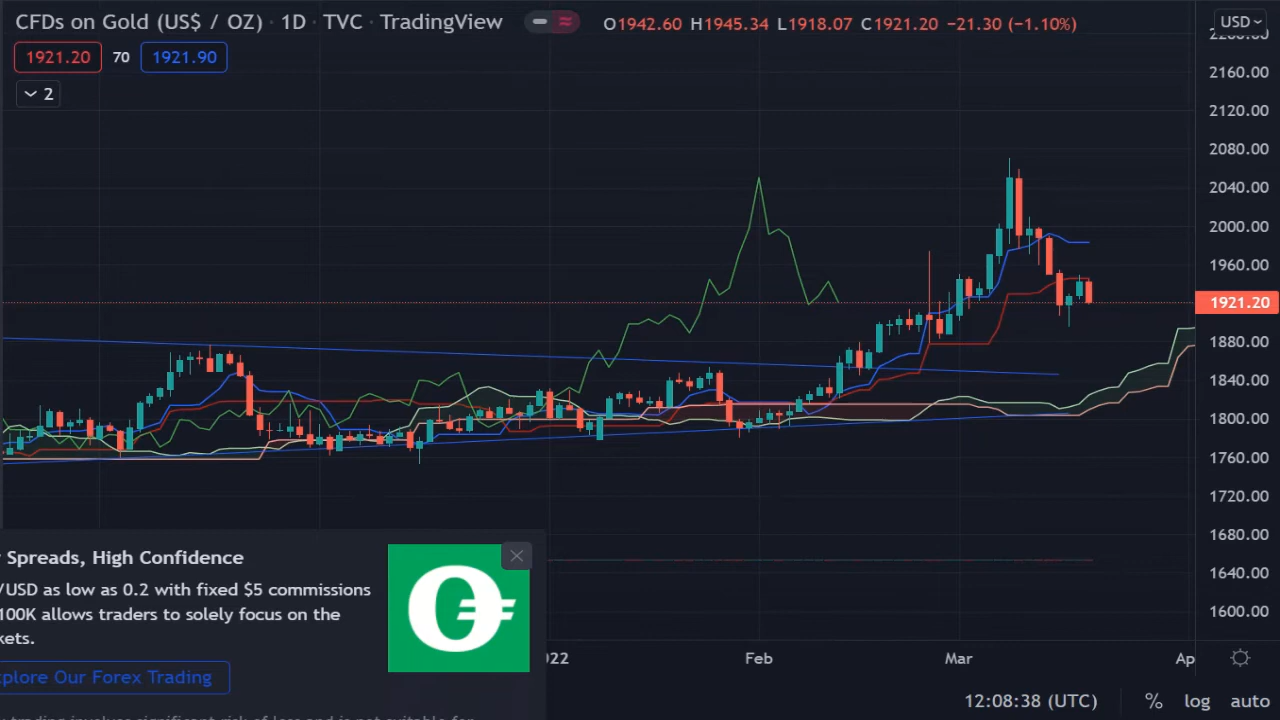 CFDs on Gold (US$ / OZ) · 1D · TVC · TradingView
O1942.60 H1945.34 L1918.07 C1921.20 −21.30 (−1.10%)
USD
1921.20 70 1921.90
2
2160.00
2120.00
2080.00
2040.00
2000.00
1960.00
1921.20
1880.00
1840.00
1800.00
1760.00
1720.00
1680.00
1640.00
1600.00
Spreads, High Confidence
/USD as low as 0.2 with fixed $5 commissions
100K allows traders to solely focus on the
kets.
plore Our Forex Trading
22 Feb Mar Ap
12:08:38 (UTC) % log auto